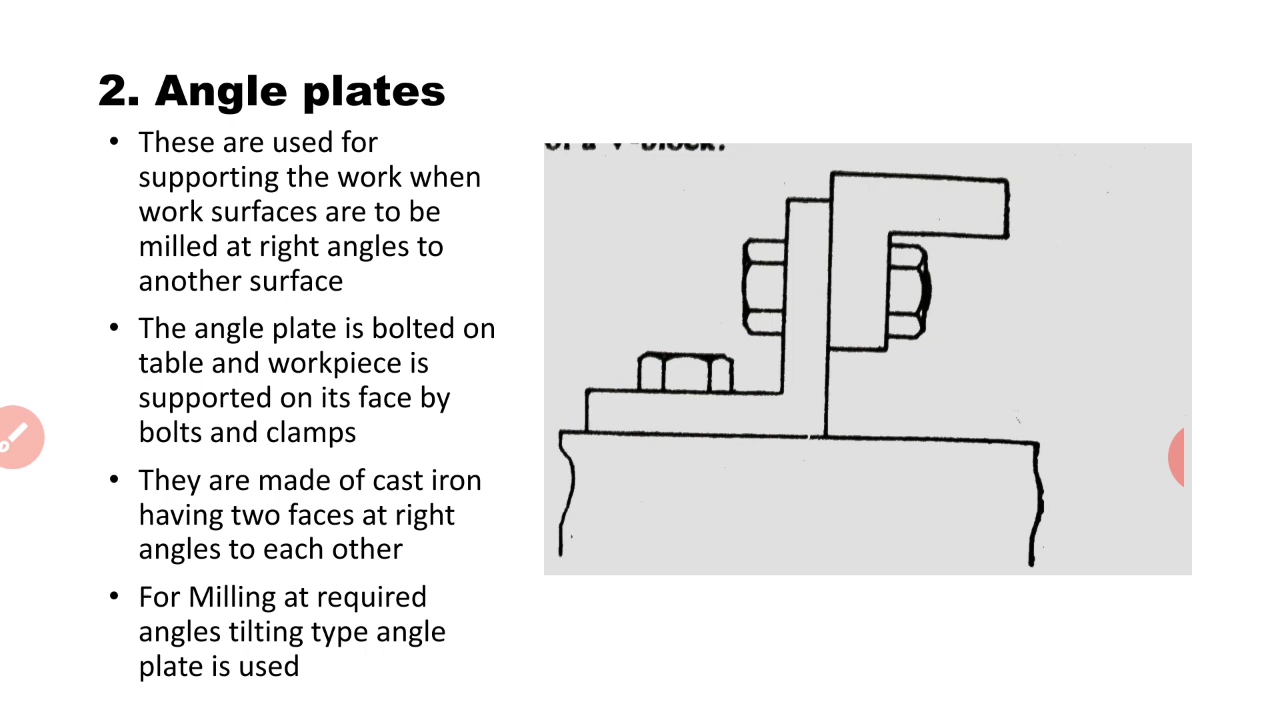 2. Angle plates
• These are used for
supporting the work when
work surfaces are to be
milled at right angles to
another surface
• The angle plate is bolted on
table and workpiece is
supported on its face by
bolts and clamps
• They are made of cast iron
having two faces at right
angles to each other
• For Milling at required
angles tilting type angle
plate is used
of a V-block.